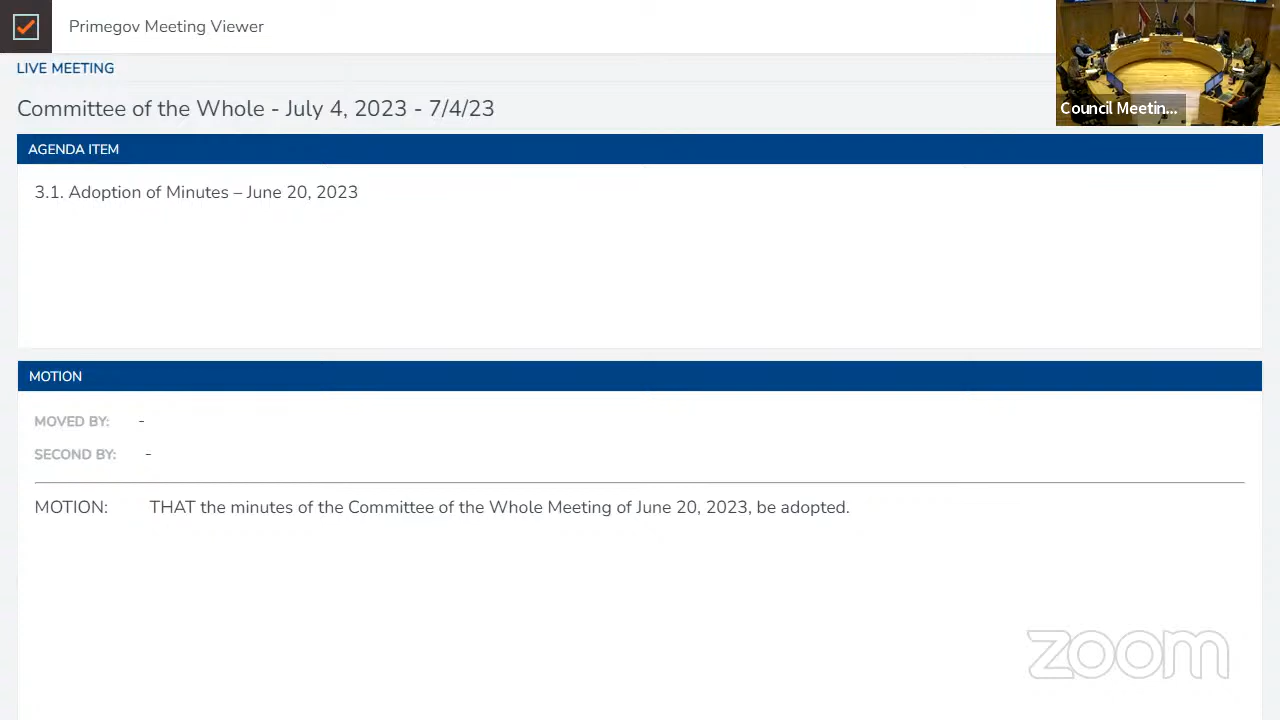 Primegov Meeting Viewer
LIVE MEETING
Committee of the Whole - July 4, 2023 - 7/4/23
Council Meetin...
AGENDA ITEM
3.1. Adoption of Minutes – June 20, 2023
MOTION
MOVED BY: -
SECOND BY: -
MOTION: THAT the minutes of the Committee of the Whole Meeting of June 20, 2023, be adopted.
zoom